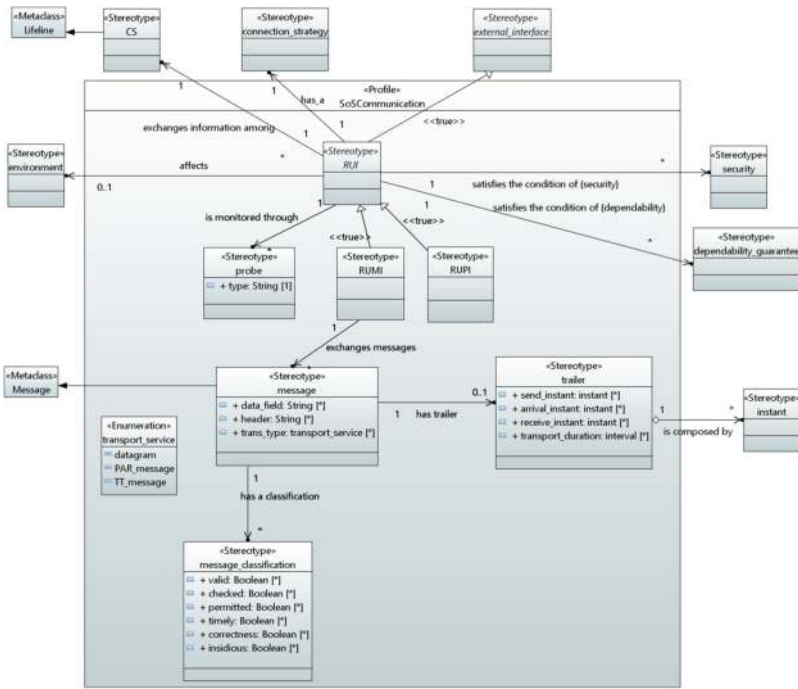 «Metaclass»
Lifeline
«Stereotype»
CS
«Stereotype»
connection_strategy
«Stereotype»
external_interface
1
1
has_a
«Profile»
SoSCommunication
exchanges information among
1
1
<<true>>
«Stereotype»
environment
affects
0..1
*
«Stereotype»
RUI
*
«Stereotype»
security
1
satisfies the condition of (security)
1
satisfies the condition of (dependability)
*
is monitored through
1
*
<<true>>
<<true>>
«Stereotype»
probe
+ type: String [1]
«Stereotype»
RUMI
«Stereotype»
RUPI
«Stereotype»
dependability_guarantee
1
exchanges messages
*
«Metaclass»
Message
«Stereotype»
message
+ data_field: String [*]
+ header: String [*]
+ trans_type: transport_service [*]
0..1
1
has trailer
«Stereotype»
trailer
+ send_instant: instant [*]
+ arrival_instant: instant [*]
+ receive_instant: instant [*]
+ transport_duration: interval [*]
1
*
is composed by
«Stereotype»
instant
«Enumeration»
transport_service
datagram
PAR_message
TT_message
1
has a classification
*
«Stereotype»
message_classification
+ valid: Boolean [*]
+ checked: Boolean [*]
+ permitted: Boolean [*]
+ timely: Boolean [*]
+ correctness: Boolean [*]
+ insidious: Boolean [*]